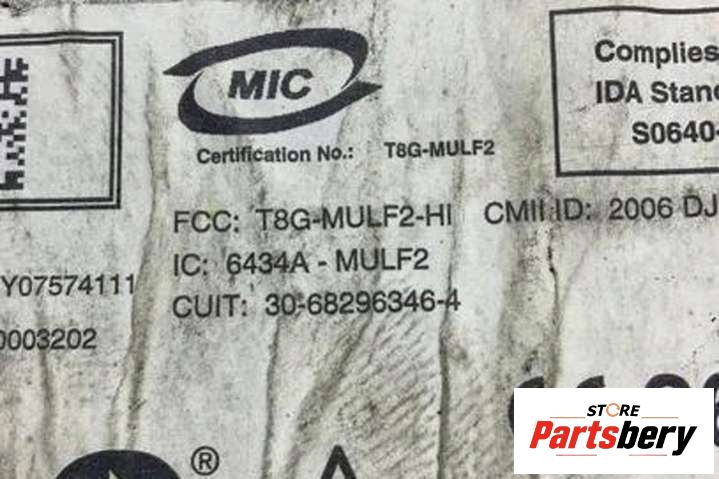 MIC
Certification No.: T8G-MULF2
Complies
IDA Stand
S0640-
FCC: T8G-MULF2-HI CMII ID: 2006 DJ
IC: 6434A - MULF2
CUIT: 30-68296346-4
Y07574111
0003202
®
STORE
Partsbery